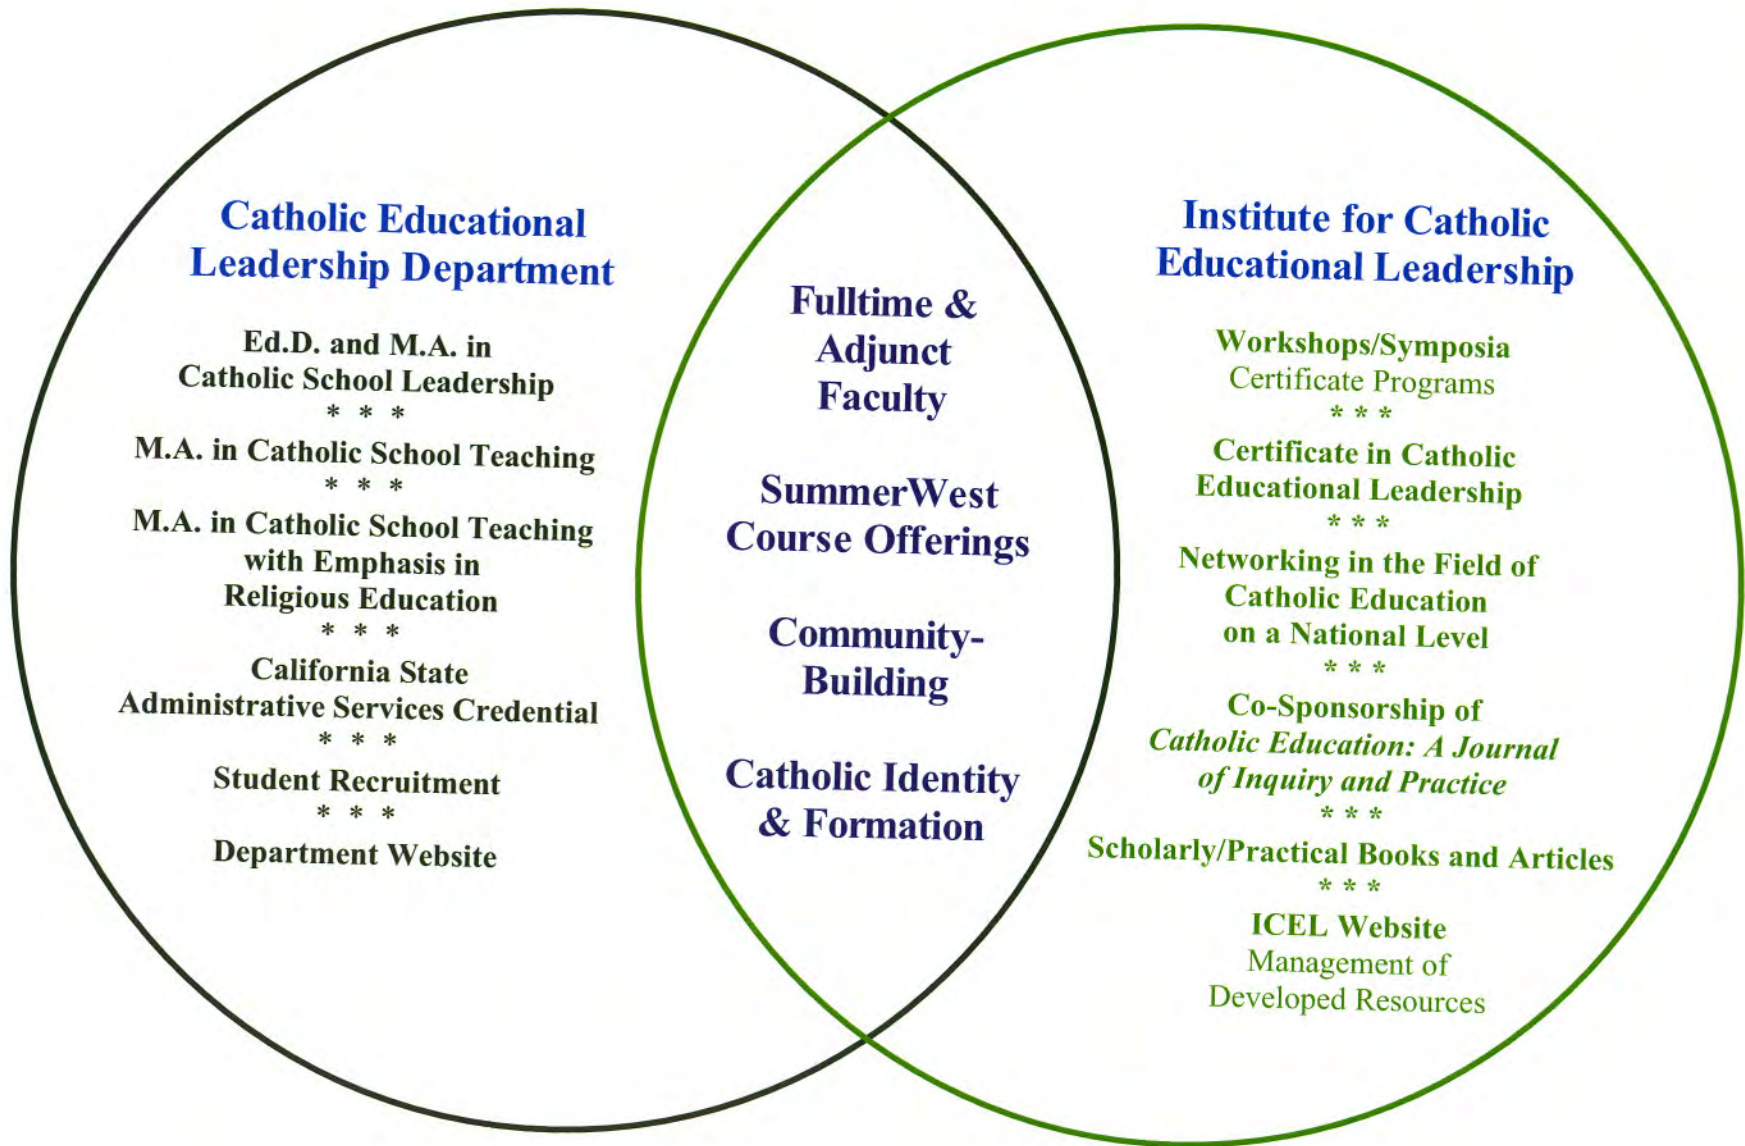 Catholic Educational
Leadership Department
Ed.D. and M.A. in
Catholic School Leadership
* * *
M.A. in Catholic School Teaching
* * *
M.A. in Catholic School Teaching
with Emphasis in
Religious Education
* * *
California State
Administrative Services Credential
* * *
Student Recruitment
* * *
Department Website
Fulltime &
Adjunct
Faculty
SummerWest
Course Offerings
Community-
Building
Catholic Identity
& Formation
Institute for Catholic
Educational Leadership
Workshops/Symposia
Certificate Programs
* * *
Certificate in Catholic
Educational Leadership
* * *
Networking in the Field of
Catholic Education
on a National Level
* * *
Co-Sponsorship of
Catholic Education: A Journal
of Inquiry and Practice
* * *
Scholarly/Practical Books and Articles
* * *
ICEL Website
Management of
Developed Resources